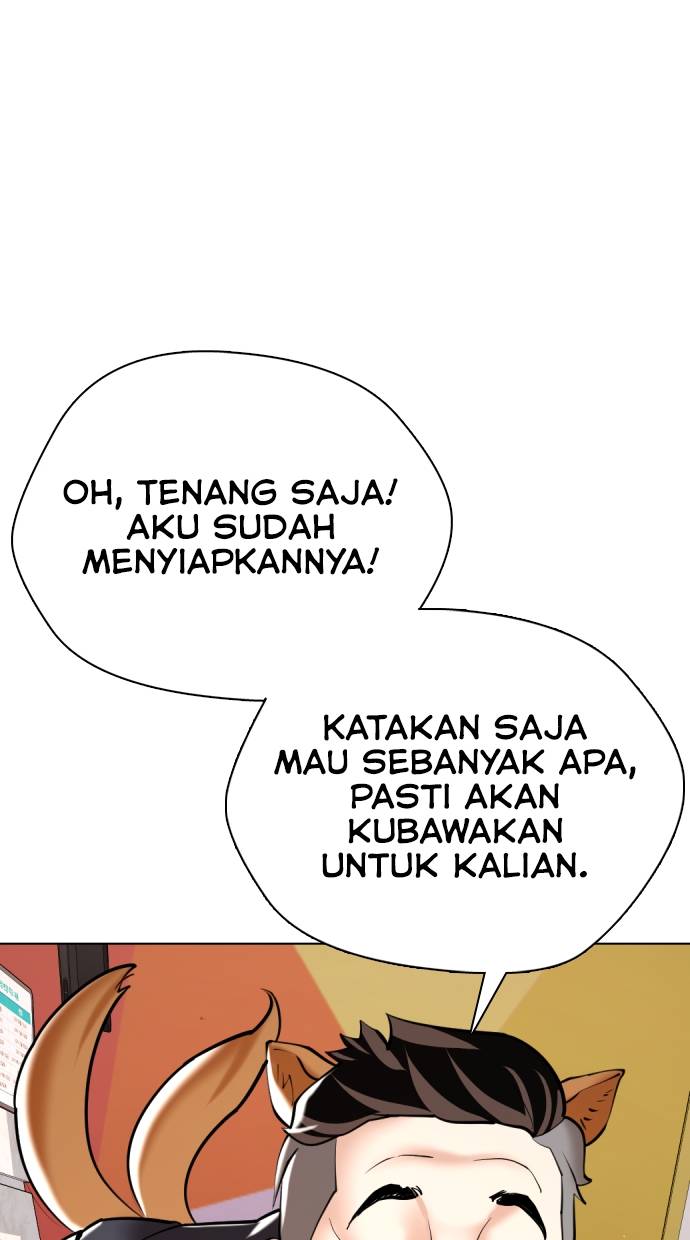 OH, TENANG SAJA!
AKU SUDAH
MENYIAPKANNYA!
KATAKAN SAJA
MAU SEBANYAK APA,
PASTI AKAN
KUBAWAKAN
UNTUK KALIAN.